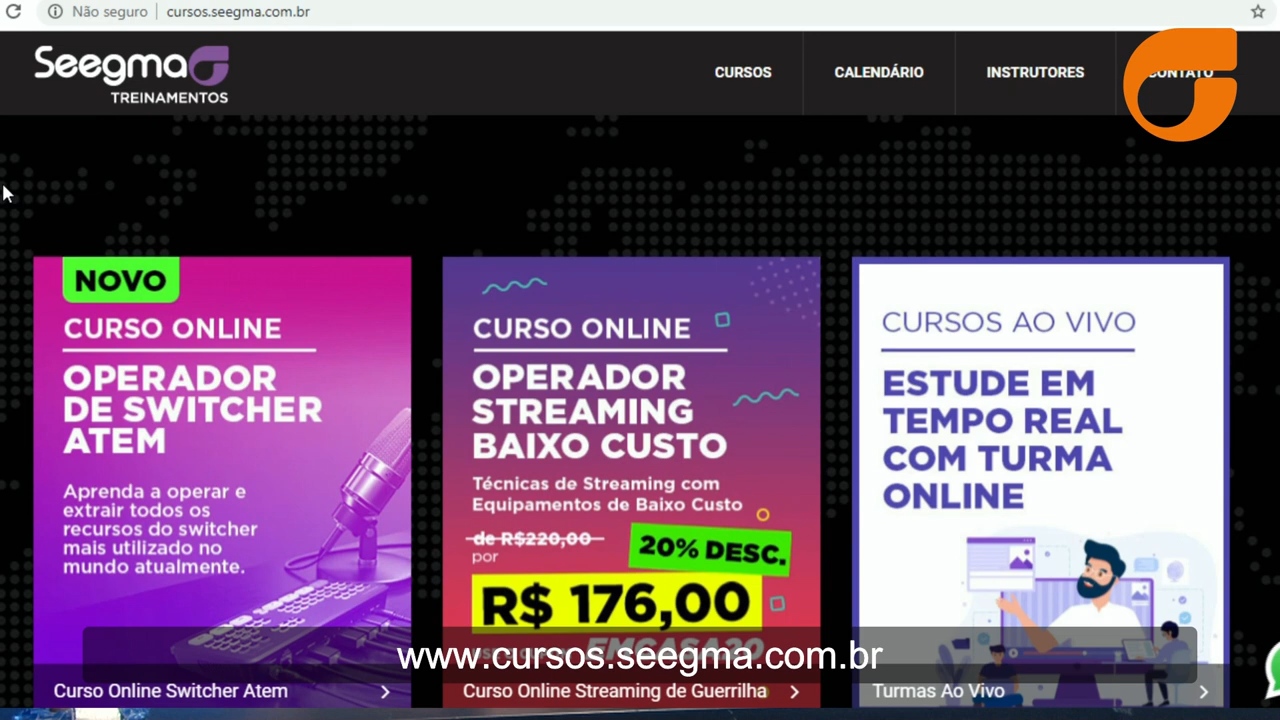 Não seguro
cursos.seegma.com.br
Seegma
TREINAMENTOS
CURSOS
CALENDÁRIO
INSTRUTORES
CONTATO
NOVO
CURSO ONLINE
OPERADOR
DE SWITCHER
ATEM
Aprenda a operar e
extrair todos os
recursos do switcher
mais utilizado no
mundo atualmente.
Curso Online Switcher Atem
CURSO ONLINE
OPERADOR
STREAMING
BAIXO CUSTO
Técnicas de Streaming com
Equipamentos de Baixo Custo
de R$220,00
por
20% DESC.
R$ 176,00
EMCASA20
Curso Online Streaming de Guerrilha
CURSOS AO VIVO
ESTUDE EM
TEMPO REAL
COM TURMA
ONLINE
Turmas Ao Vivo
www.cursos.seegma.com.br